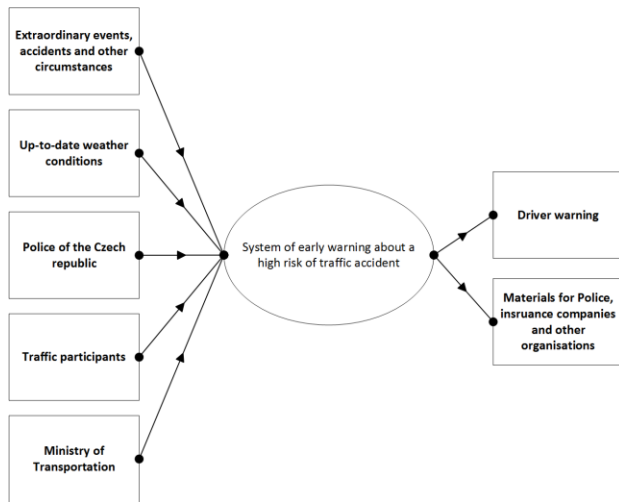 Extraordinary events,
accidents and other
circumstances
Up-to-date weather
conditions
Police of the Czech
republic
Traffic participants
Ministry of
Transportation
System of early warning about a
high risk of traffic accident
Driver warning
Materials for Police,
insruance companies
and other
organisations